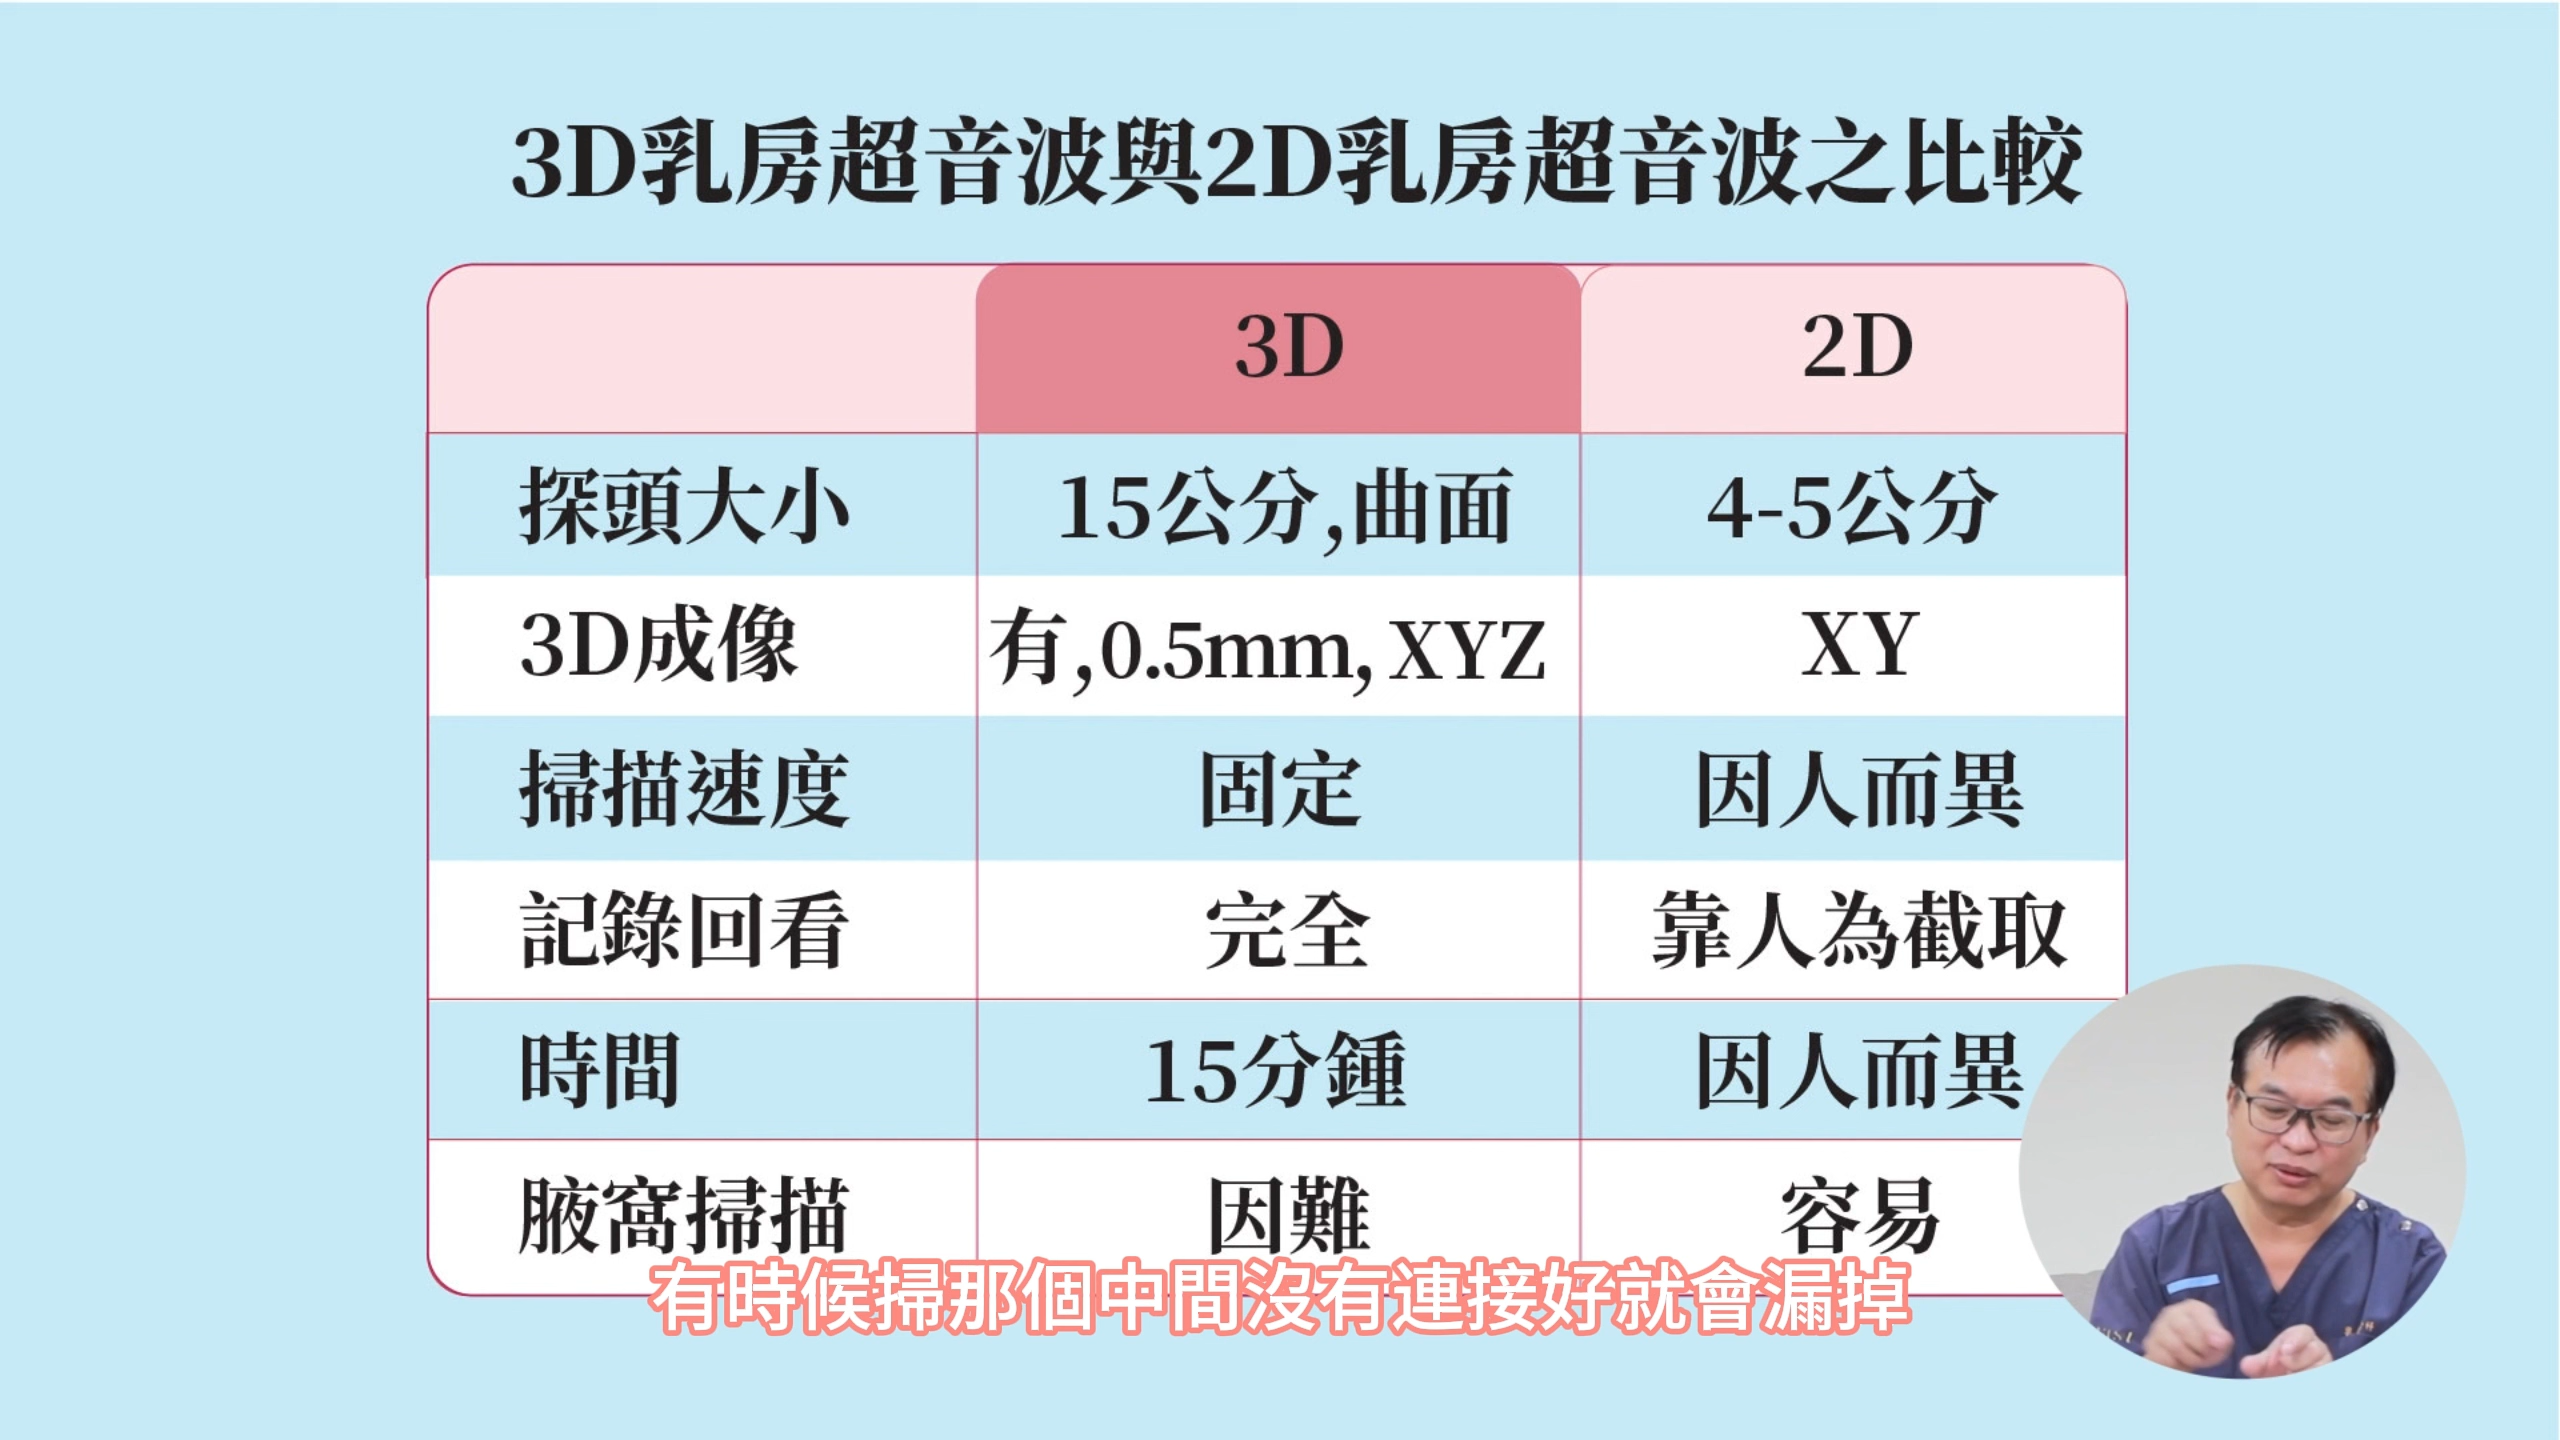 3D乳房超音波與2D乳房超音波之比較
3D 2D
探頭大小 15公分,曲面 4-5公分
3D成像 有,0.5mm,XYZ XY
掃描速度 固定 因人而異
記錄回看 完全 靠人為截取
時間 15分鍾 因人而異
腋窩掃描 因難 容易
有時候掃那個中間沒有連接好就會漏掉